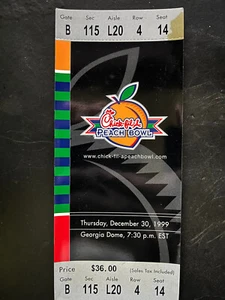 Gate Sec Aisle Row Seat
B 115 L20 4 14
Chick-fil-A
PEACH BOWL
www.chick-fil-apeachbowl.com
Thursday, December 30, 1999
Georgia Dome, 7:30 p.m. EST
Price $36.00 (Sales Tax Included)
B 115 L20 4 14
Gate Sec Aisle Row Seat